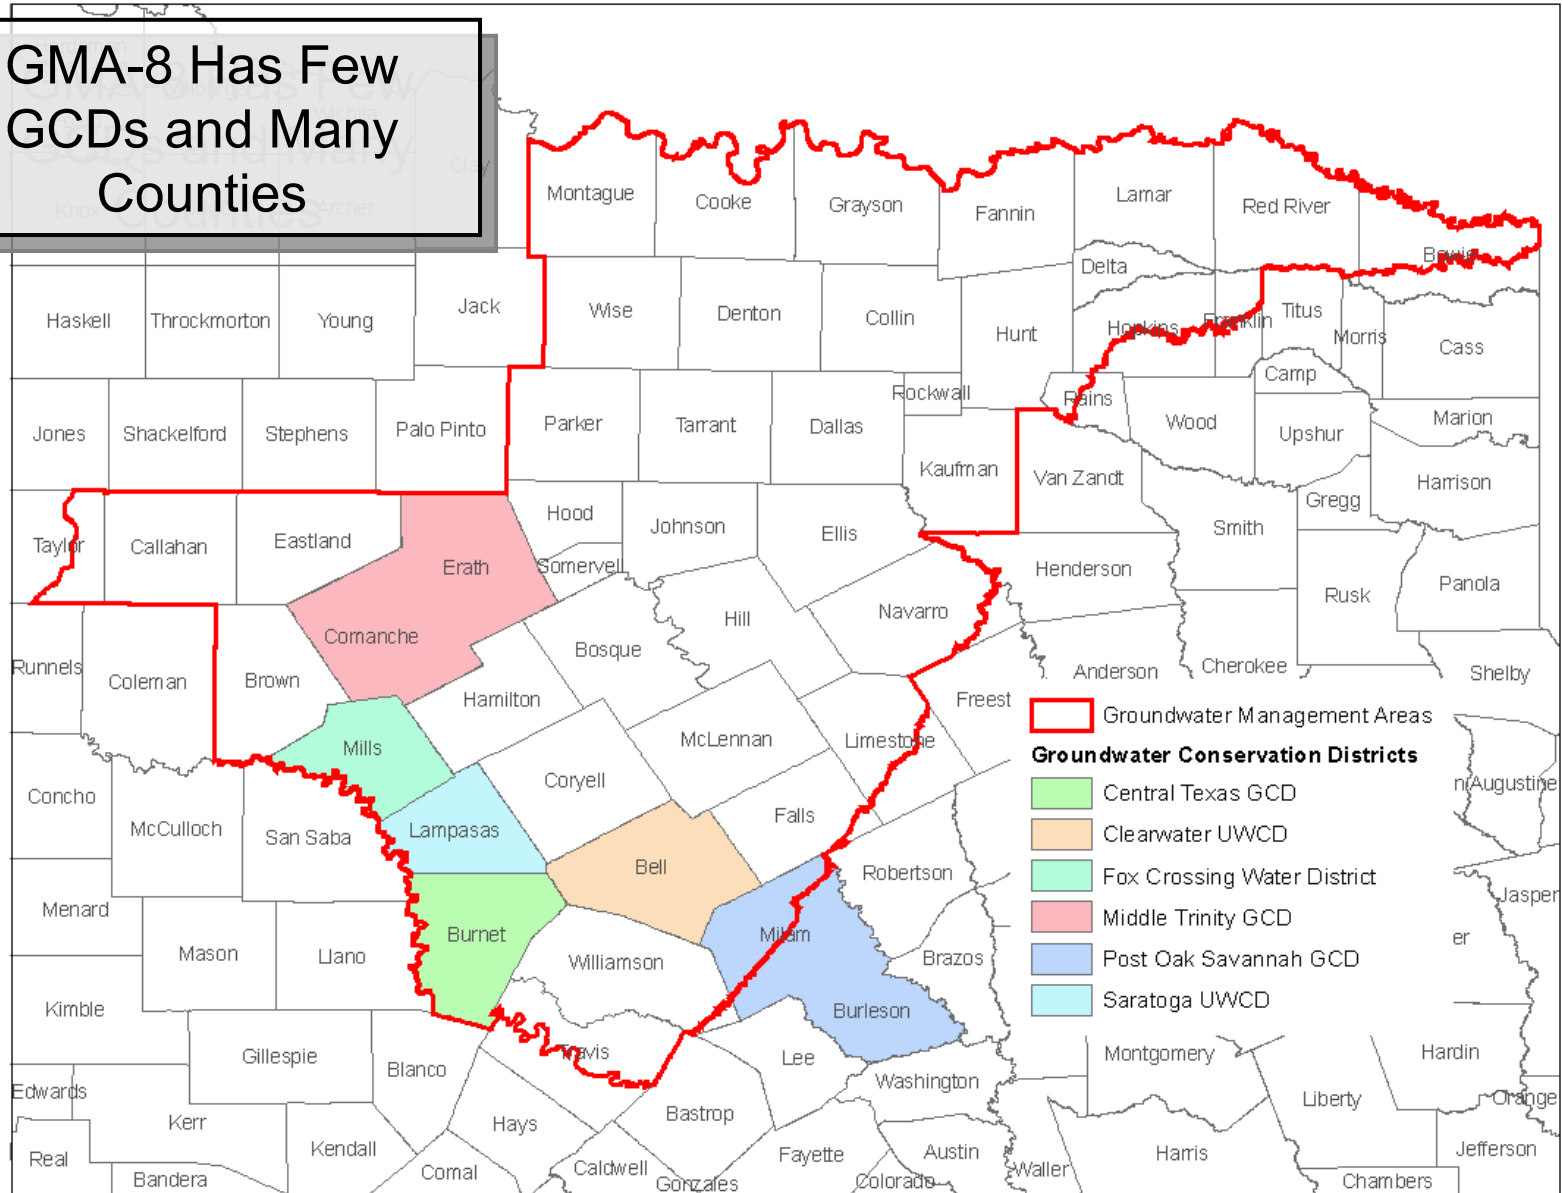 GMA-8 Has Few
GCDs and Many
Counties
Clay
Knox
Archer
Montague
Cooke
Grayson
Fannin
Lamar
Red River
Bowie
Delta
Haskell
Throckmorton
Young
Jack
Wise
Denton
Collin
Hunt
Hopkins
Franklin
Titus
Morris
Cass
Camp
Rockwall
Rains
Wood
Upshur
Marion
Jones
Shackelford
Stephens
Palo Pinto
Parker
Tarrant
Dallas
Kaufman
Van Zandt
Harrison
Gregg
Smith
Taylor
Callahan
Eastland
Erath
Hood
Johnson
Ellis
Somervell
Henderson
Rusk
Panola
Comanche
Hill
Navarro
Bosque
Runnels
Coleman
Brown
Hamilton
Anderson
Cherokee
Shelby
Freest
Mills
McLennan
Limestone
Coryell
Concho
McCulloch
San Saba
Lampasas
Falls
Bell
Robertson
Menard
Burnet
Milam
Mason
Llano
Williamson
Brazos
Kimble
Burleson
Gillespie
Travis
Lee
Blanco
Washington
Edwards
Kerr
Hays
Bastrop
Real
Kendall
Bandera
Comal
Caldwell
Gonzales
Fayette
Colorado
Austin
Waller
Montgomery
Harris
Liberty
Hardin
Orange
Jefferson
Chambers
Groundwater Management Areas
Groundwater Conservation Districts
Central Texas GCD
Clearwater UWCD
Fox Crossing Water District
Middle Trinity GCD
Post Oak Savannah GCD
Saratoga UWCD
n Augustine
Jasper
er